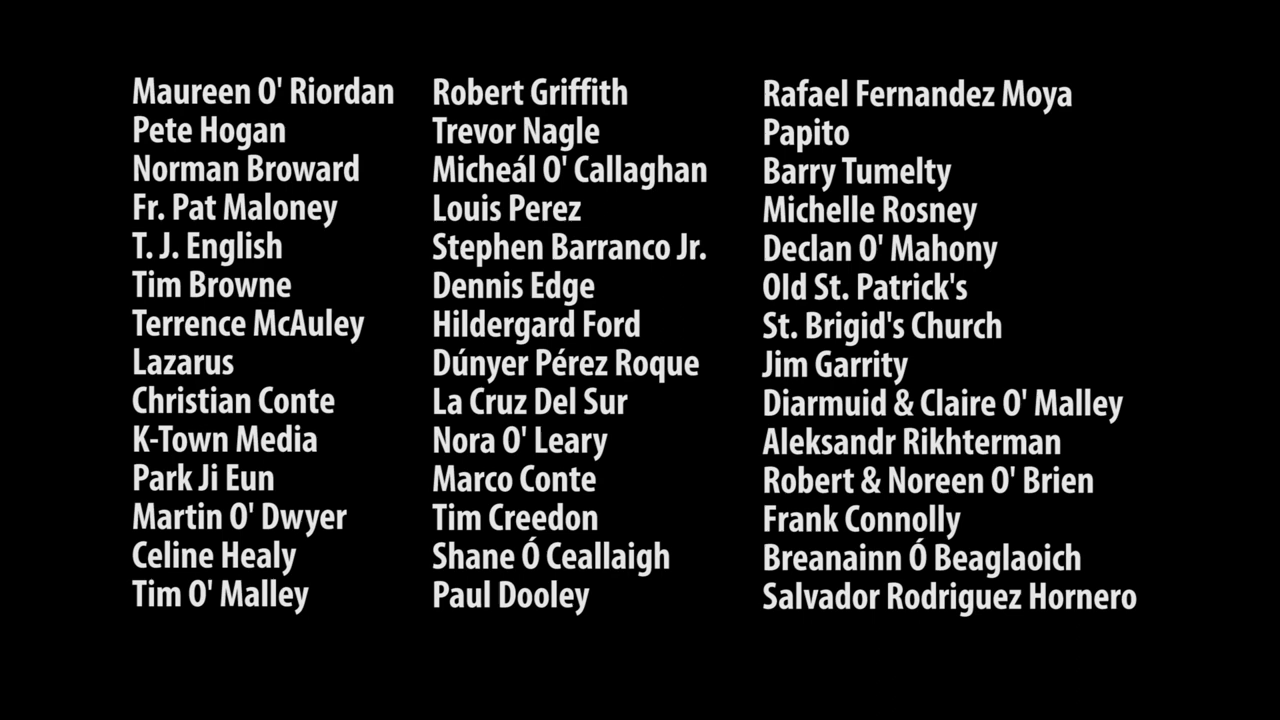 Maureen O' Riordan
Pete Hogan
Norman Broward
Fr. Pat Maloney
T. J. English
Tim Browne
Terrence McAuley
Lazarus
Christian Conte
K-Town Media
Park Ji Eun
Martin O' Dwyer
Celine Healy
Tim O' Malley
Robert Griffith
Trevor Nagle
Micheál O' Callaghan
Louis Perez
Stephen Barranco Jr.
Dennis Edge
Hildergard Ford
Dúnyer Pérez Roque
La Cruz Del Sur
Nora O' Leary
Marco Conte
Tim Creedon
Shane Ó Ceallaigh
Paul Dooley
Rafael Fernandez Moya
Papito
Barry Tumelty
Michelle Rosney
Declan O' Mahony
Old St. Patrick's
St. Brigid's Church
Jim Garrity
Diarmuid & Claire O' Malley
Aleksandr Rikhterman
Robert & Noreen O' Brien
Frank Connolly
Breanainn Ó Beaglaoich
Salvador Rodriguez Hornero